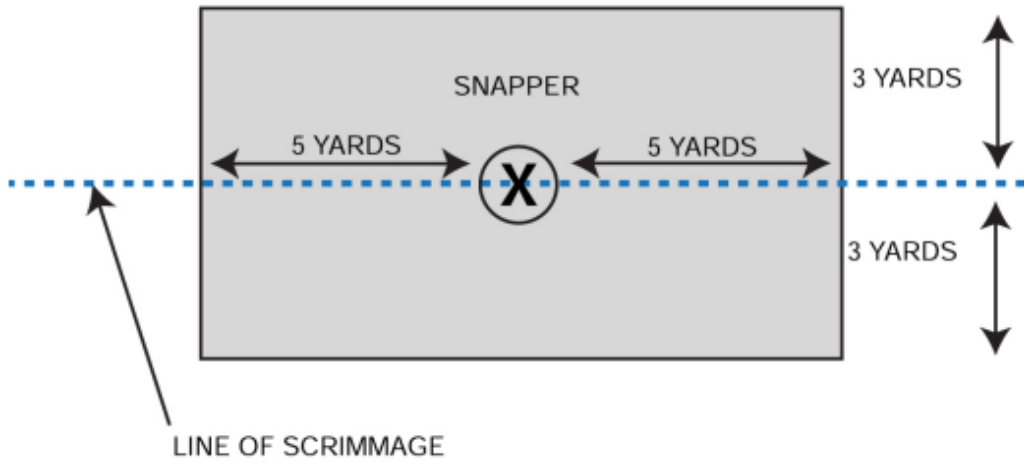 3 YARDS
SNAPPER
5 YARDS
5 YARDS
X
3 YARDS
LINE OF SCRIMMAGE